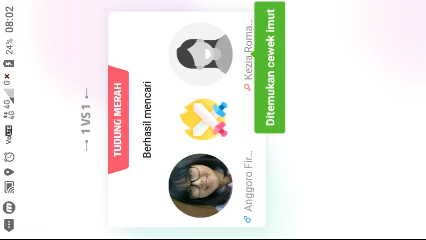 24% 08:02
1 VS 1
TUDUNG MERAH
Berhasil mencari
Anggoro Fir...
Kezia Roma...
Ditemukan cewek imut